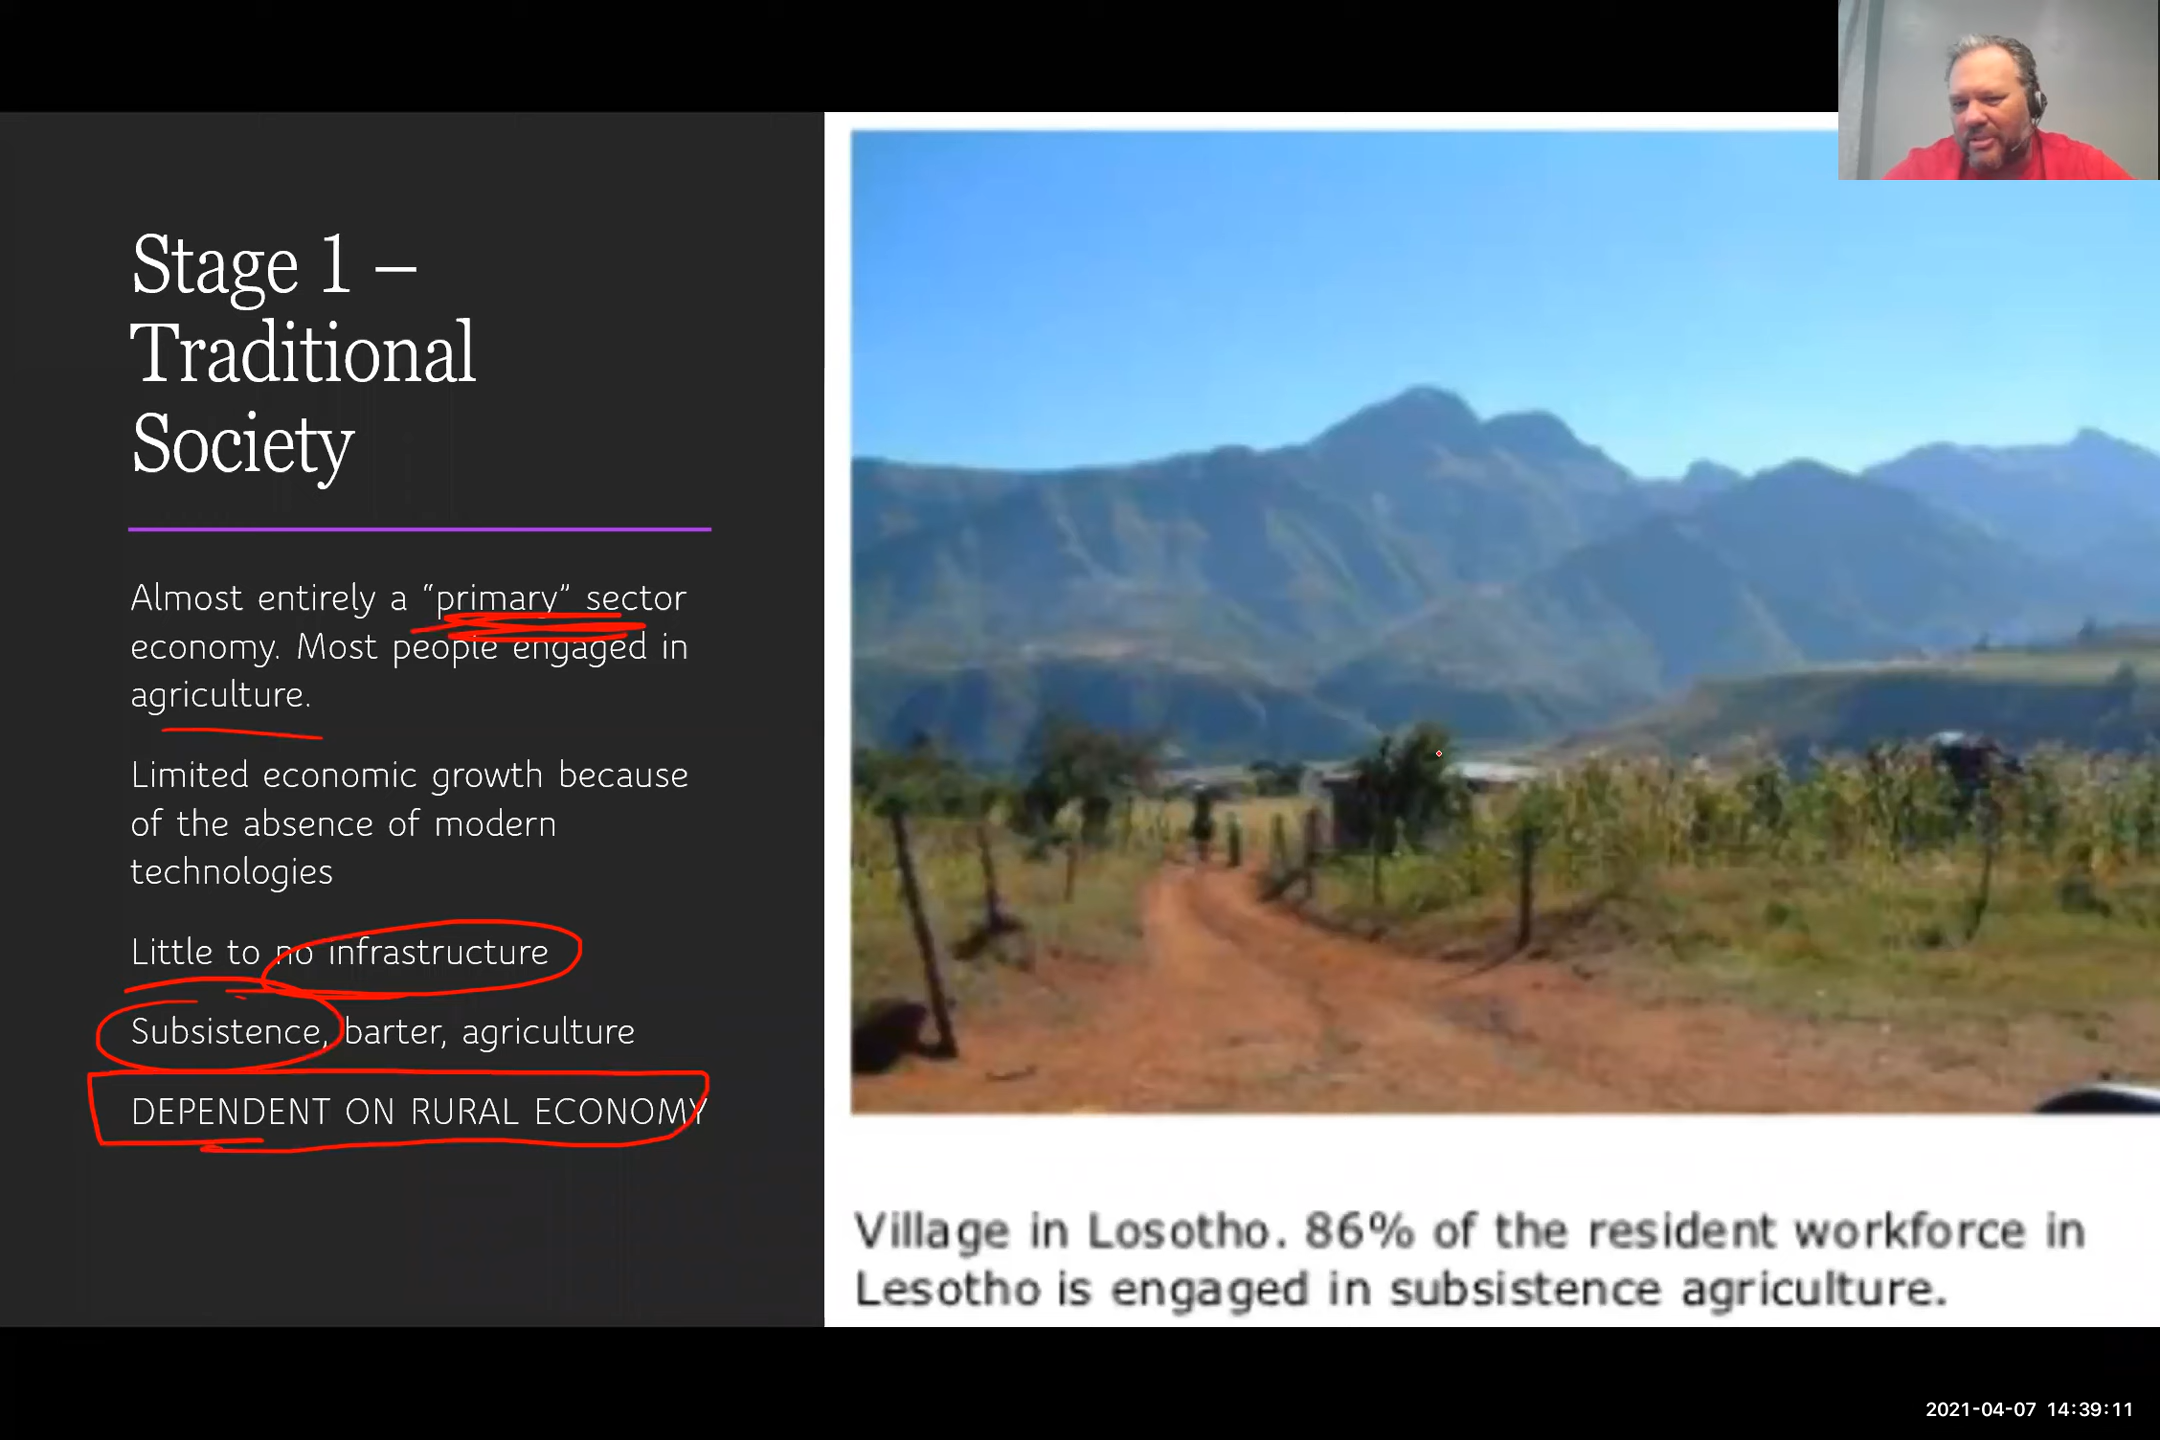 Stage 1 –
Traditional
Society
Almost entirely a “primary” sector
economy. Most people engaged in
agriculture.
Limited economic growth because
of the absence of modern
technologies
Little to no infrastructure
Subsistence, barter, agriculture
DEPENDENT ON RURAL ECONOMY
Village in Losotho. 86% of the resident workforce in
Lesotho is engaged in subsistence agriculture.
2021-04-07 14:39:11